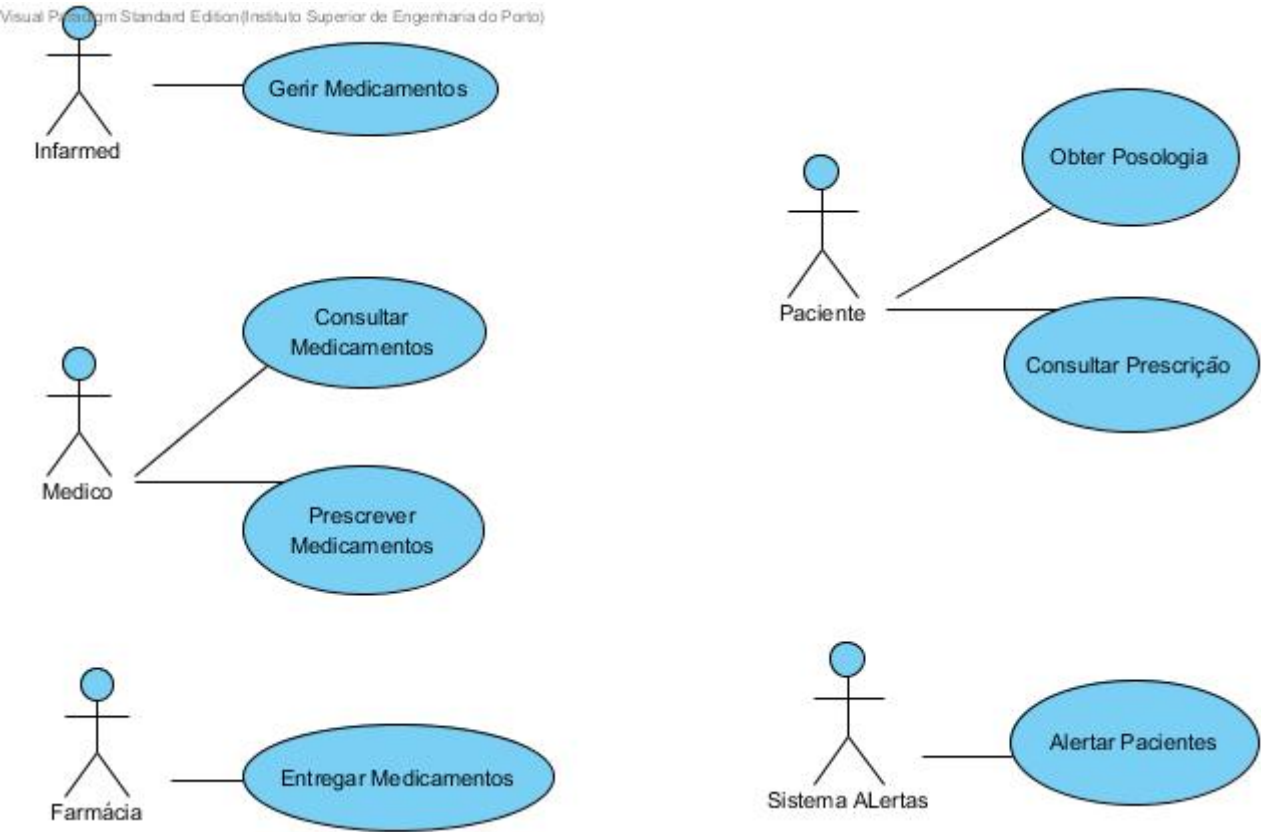 Visual Paradigm Standard Edition(Instituto Superior de Engenharia do Porto)
Infarmed
Gerir Medicamentos
Obter Posologia
Paciente
Consultar Prescrição
Consultar
Medicamentos
Medico
Prescrever
Medicamentos
Farmácia
Entregar Medicamentos
Sistema ALertas
Alertar Pacientes